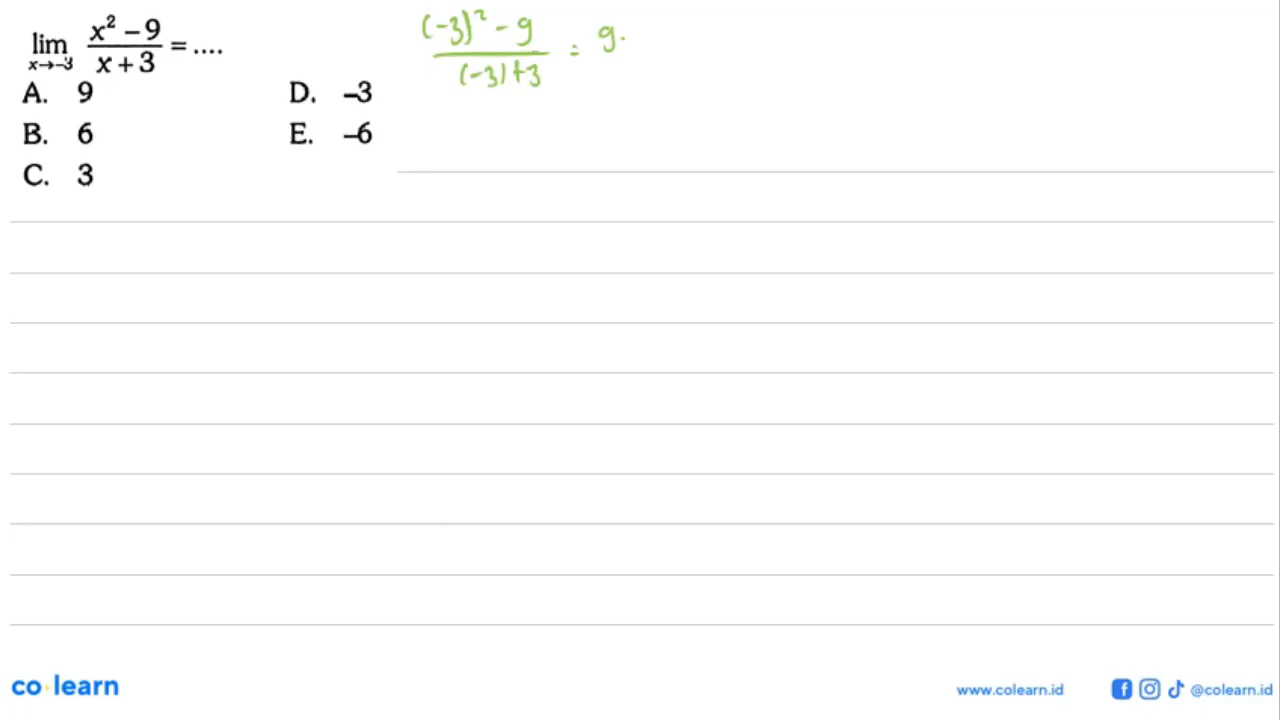 lim x→-3 x² - 9 / x + 3 = ....
(-3)² - 9 / (-3) + 3 = 9.
A. 9
D. -3
B. 6
E. -6
C. 3
co learn
www.colearn.id
@colearn.id